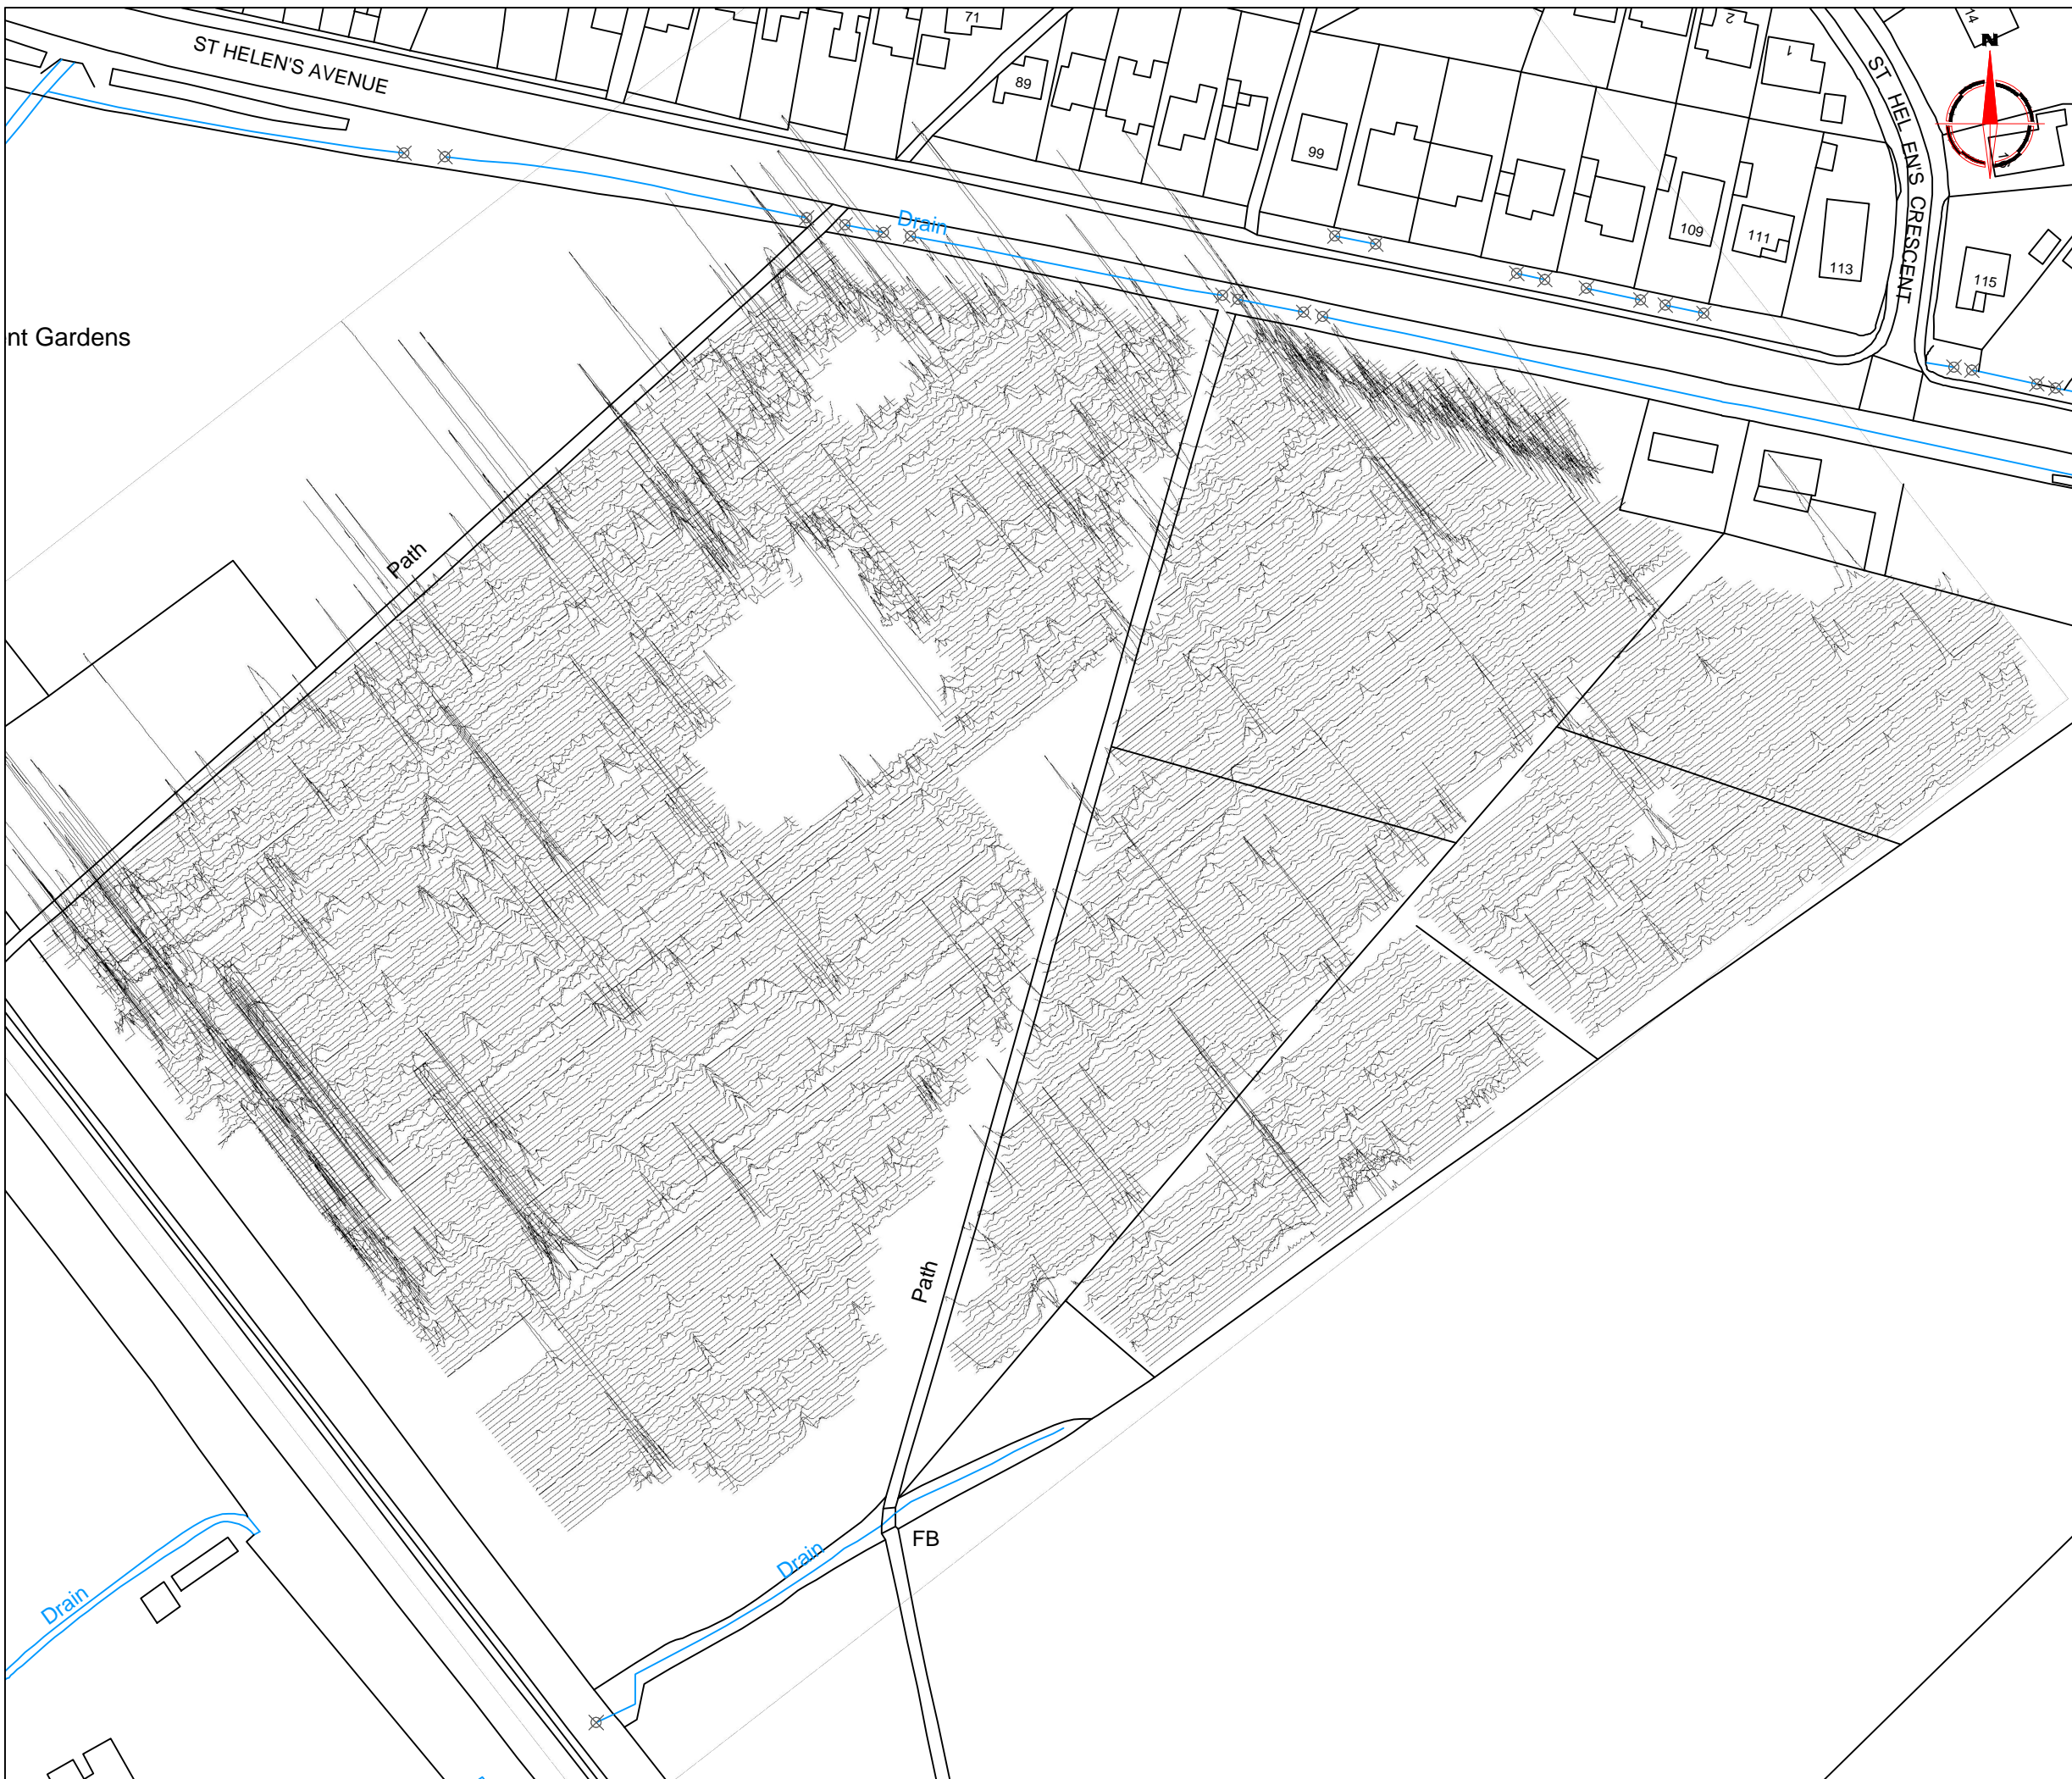 71
2
1
14
N
ST HELEN'S AVENUE
89
ST HELEN'S CRESCENT
99
Drain
109
111
113
115
nt Gardens
Path
Path
FB
Drain
Drain